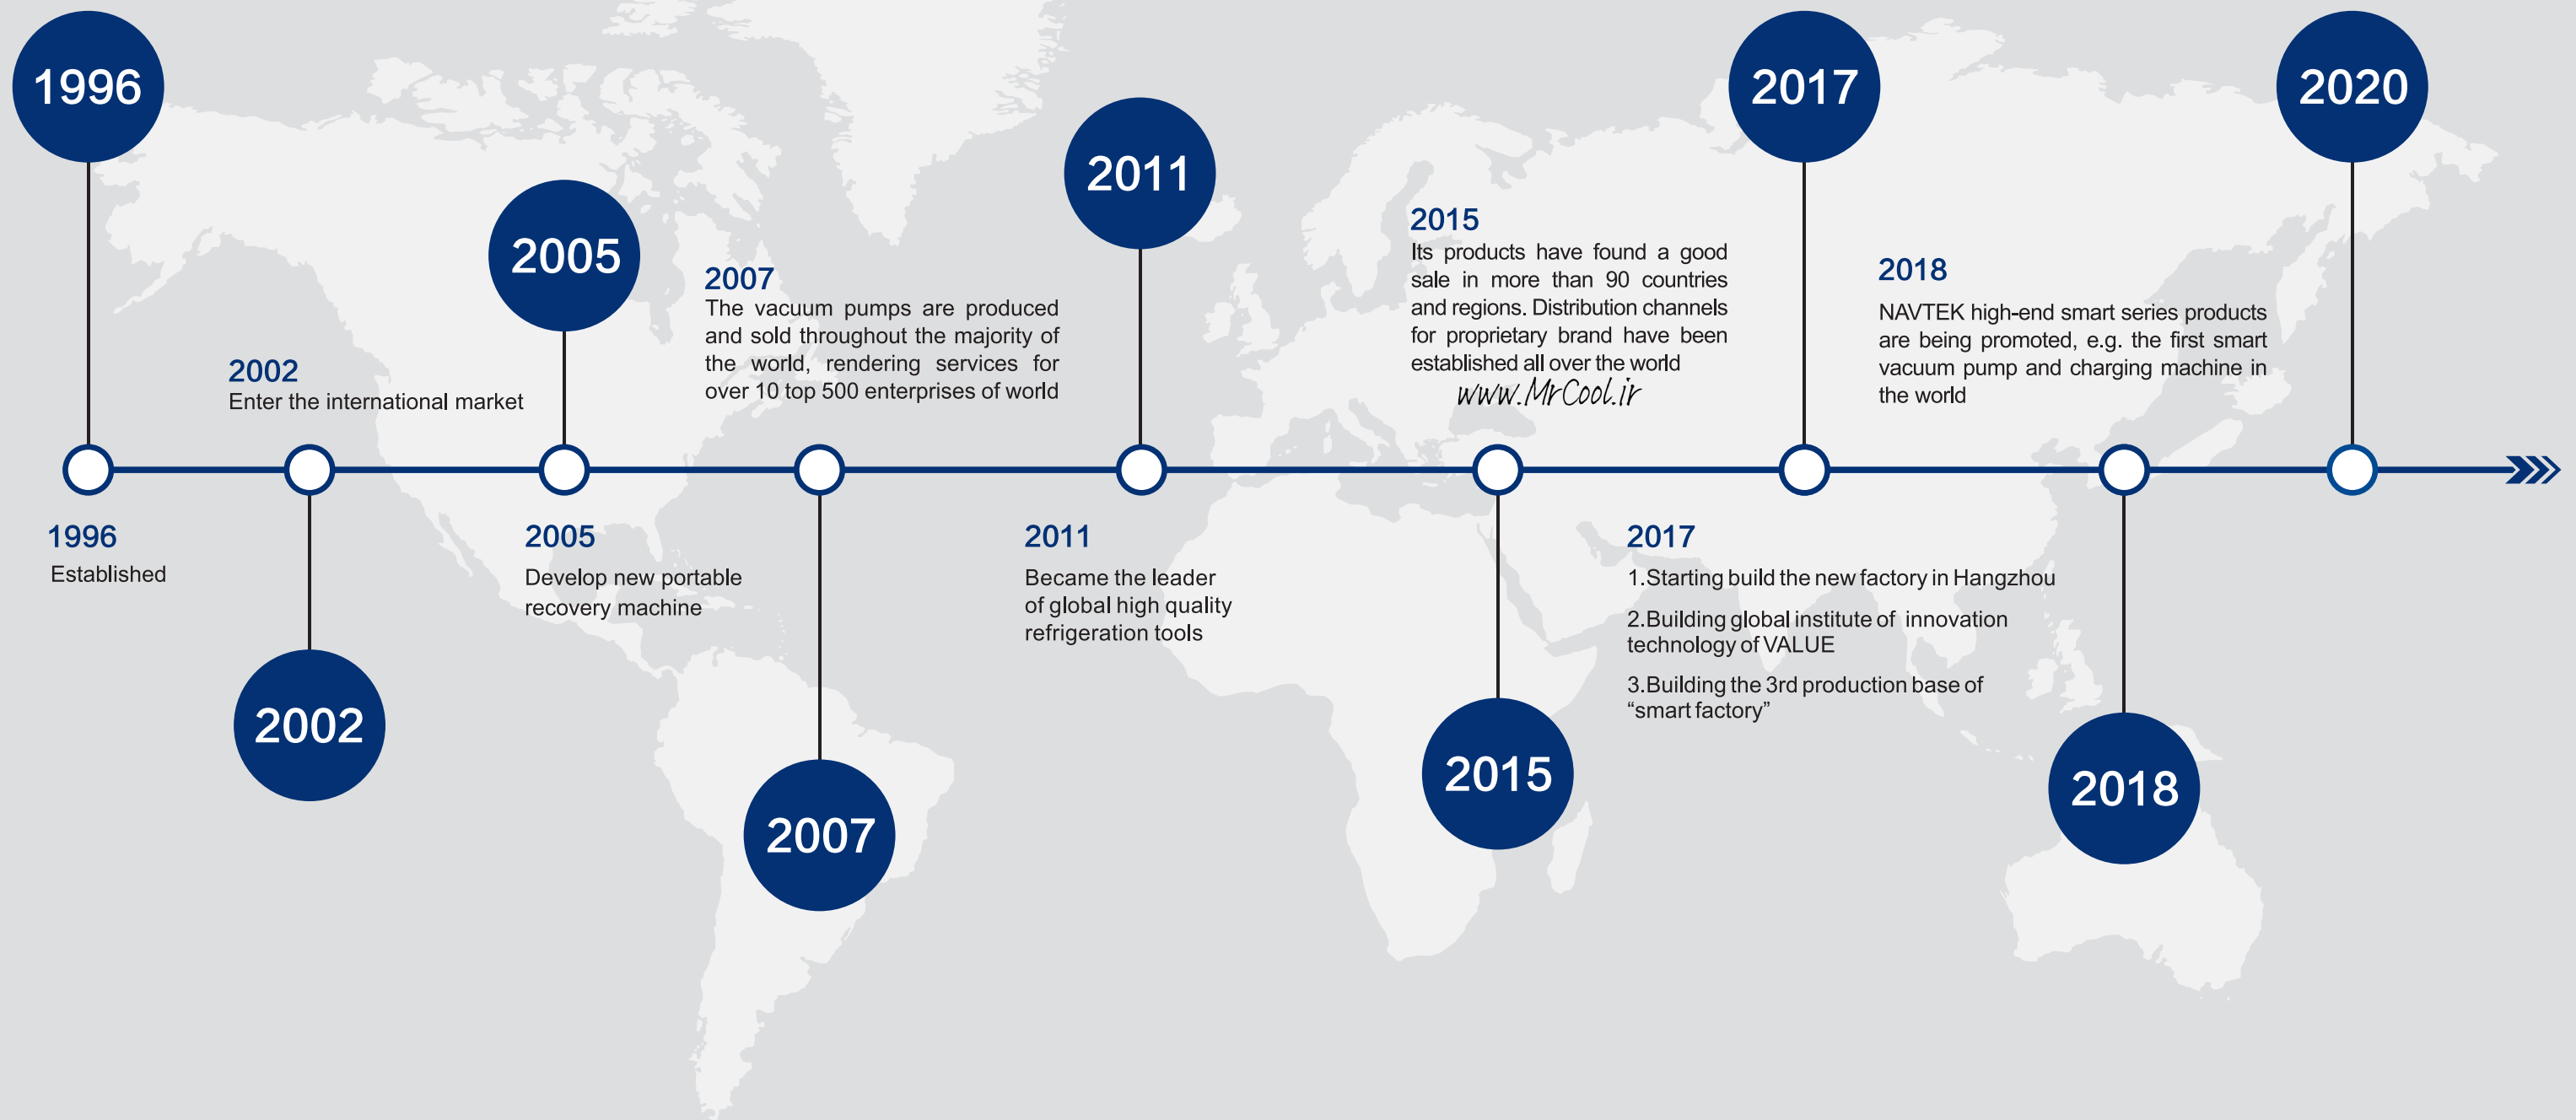 1996
2017
2020
2011
2005
2015
Its products have found a good
sale in more than 90 countries
and regions. Distribution channels
for proprietary brand have been
established all over the world
www.MrCool.ir
2018
NAVTEK high-end smart series products
are being promoted, e.g. the first smart
vacuum pump and charging machine in
the world
2007
The vacuum pumps are produced
and sold throughout the majority of
the world, rendering services for
over 10 top 500 enterprises of world
2002
Enter the international market
1996
Established
2005
Develop new portable
recovery machine
2011
Became the leader
of global high quality
refrigeration tools
2017
1.Starting build the new factory in Hangzhou
2.Building global institute of innovation
technology of VALUE
3.Building the 3rd production base of
“smart factory”
2002
2015
2018
2007